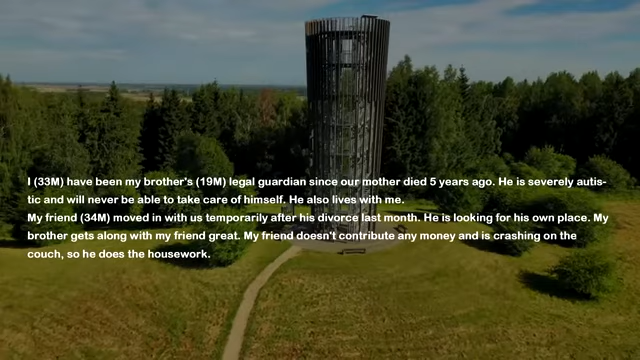 I (33M) have been my brother's (19M) legal guardian since our mother died 5 years ago. He is severely autis-
tic and will never be able to take care of himself. He also lives with me.
My friend (34M) moved in with us temporarily after his divorce last month. He is looking for his own place. My
brother gets along with my friend great. My friend doesn't contribute any money and is crashing on the
couch, so he does the housework.